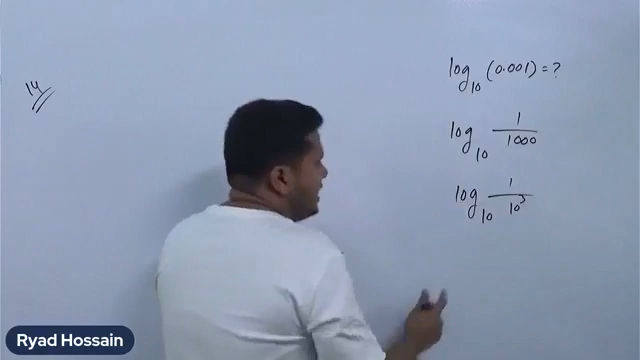 14
log₁₀ (0.001) = ?
log₁₀ 1/1000
log₁₀ 1/10³
Ryad Hossain